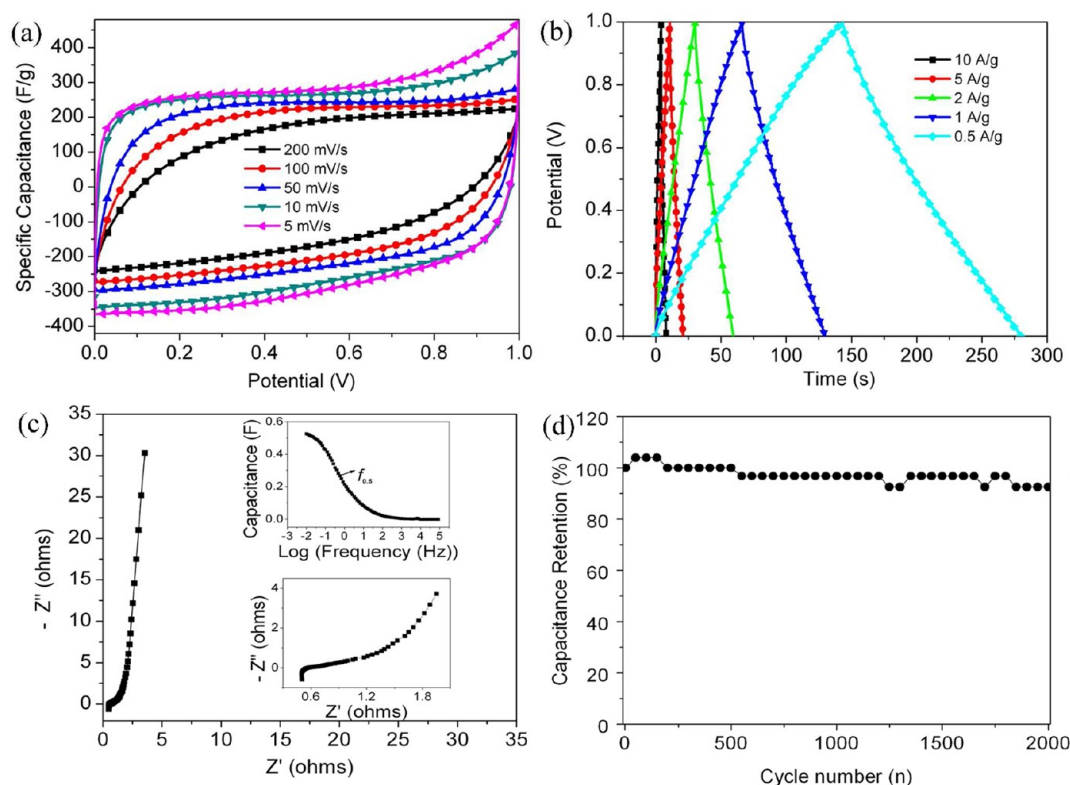 (a)
Specific Capacitance (F/g)
400
300
200
100
0
-100
-200
-300
-400
200 mV/s
100 mV/s
50 mV/s
10 mV/s
5 mV/s
0.0 0.2 0.4 0.6 0.8 1.0
Potential (V)
(b)
Potential (V)
1.0
0.8
0.6
0.4
0.2
0.0
10 A/g
5 A/g
2 A/g
1 A/g
0.5 A/g
0 50 100 150 200 250 300
Time (s)
(c)
- Z'' (ohms)
35
30
25
20
15
10
5
0
Capacitance (F)
0.6
0.4
0.2
0.0
f0.5
-3 -2 -1 0 1 2 3 4 5 6
Log (Frequency (Hz))
- Z'' (ohms)
4
2
0
0.6 1.2 1.8
Z' (ohms)
0 5 10 15 20 25 30 35
Z' (ohms)
(d)
Capacitance Retention (%)
120
100
80
60
40
20
0
0 500 1000 1500 2000
Cycle number (n)